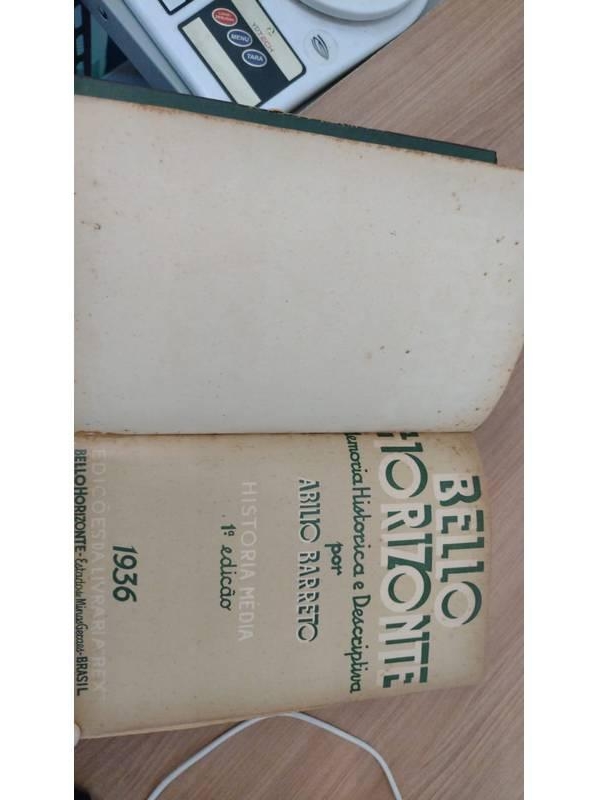 BELLO
HORIZONTE
Memoria Historica e Descriptiva
por
ABILIO BARRETO
HISTORIA MÉDIA
1ª edicão
1936
EDIÇÕES DA LIVRARIA "REX"
BELLO HORIZONTE - Estado de Minas Geraes - BRASIL
MENU
TARA